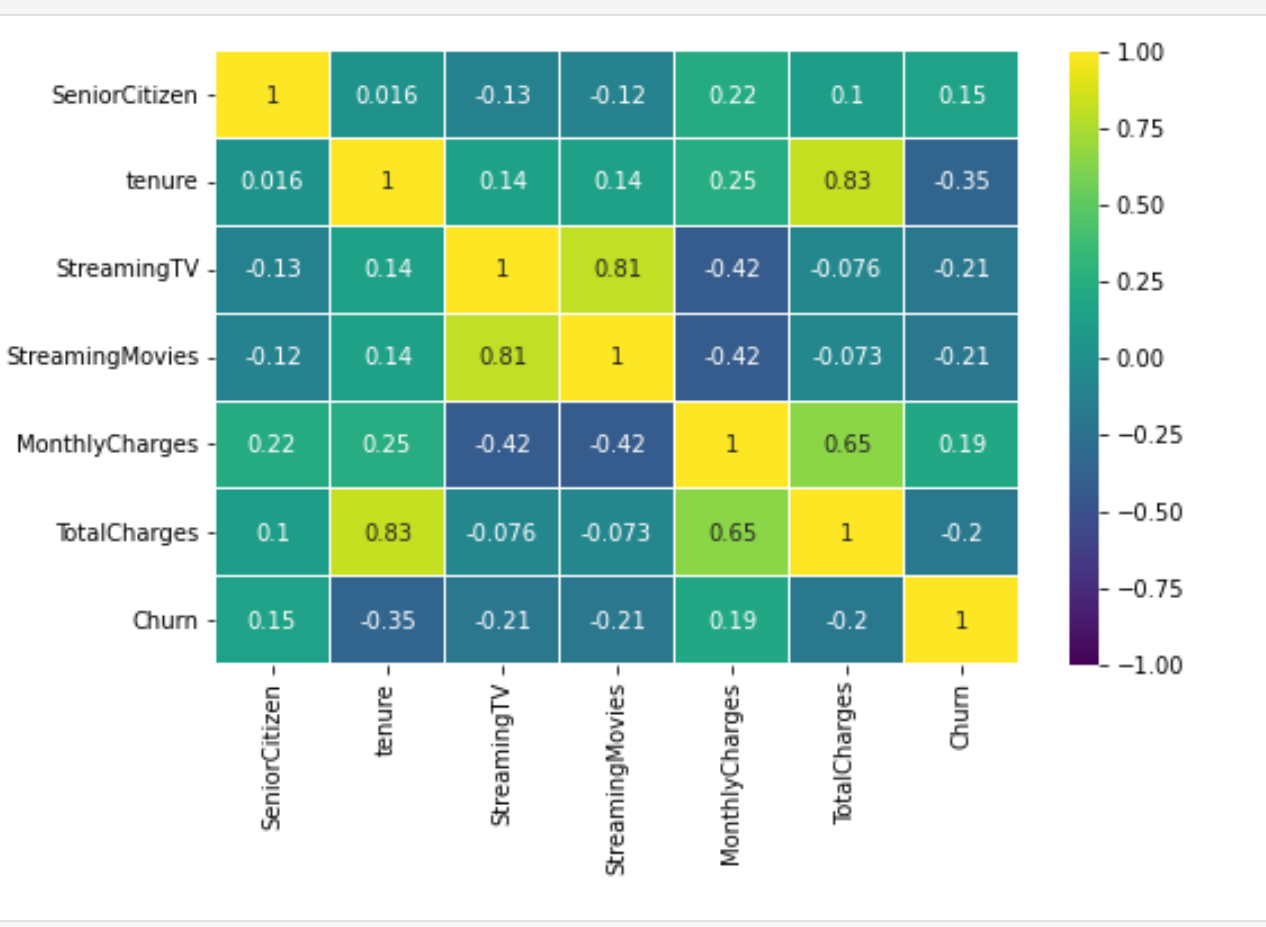 SeniorCitizen 1 0.016 -0.13 -0.12 0.22 0.1 0.15
tenure 0.016 1 0.14 0.14 0.25 0.83 -0.35
StreamingTV -0.13 0.14 1 0.81 -0.42 -0.076 -0.21
StreamingMovies -0.12 0.14 0.81 1 -0.42 -0.073 -0.21
MonthlyCharges 0.22 0.25 -0.42 -0.42 1 0.65 0.19
TotalCharges 0.1 0.83 -0.076 -0.073 0.65 1 -0.2
Churn 0.15 -0.35 -0.21 -0.21 0.19 -0.2 1
SeniorCitizen
tenure
StreamingTV
StreamingMovies
MonthlyCharges
TotalCharges
Churn
1.00
0.75
0.50
0.25
0.00
−0.25
−0.50
−0.75
−1.00